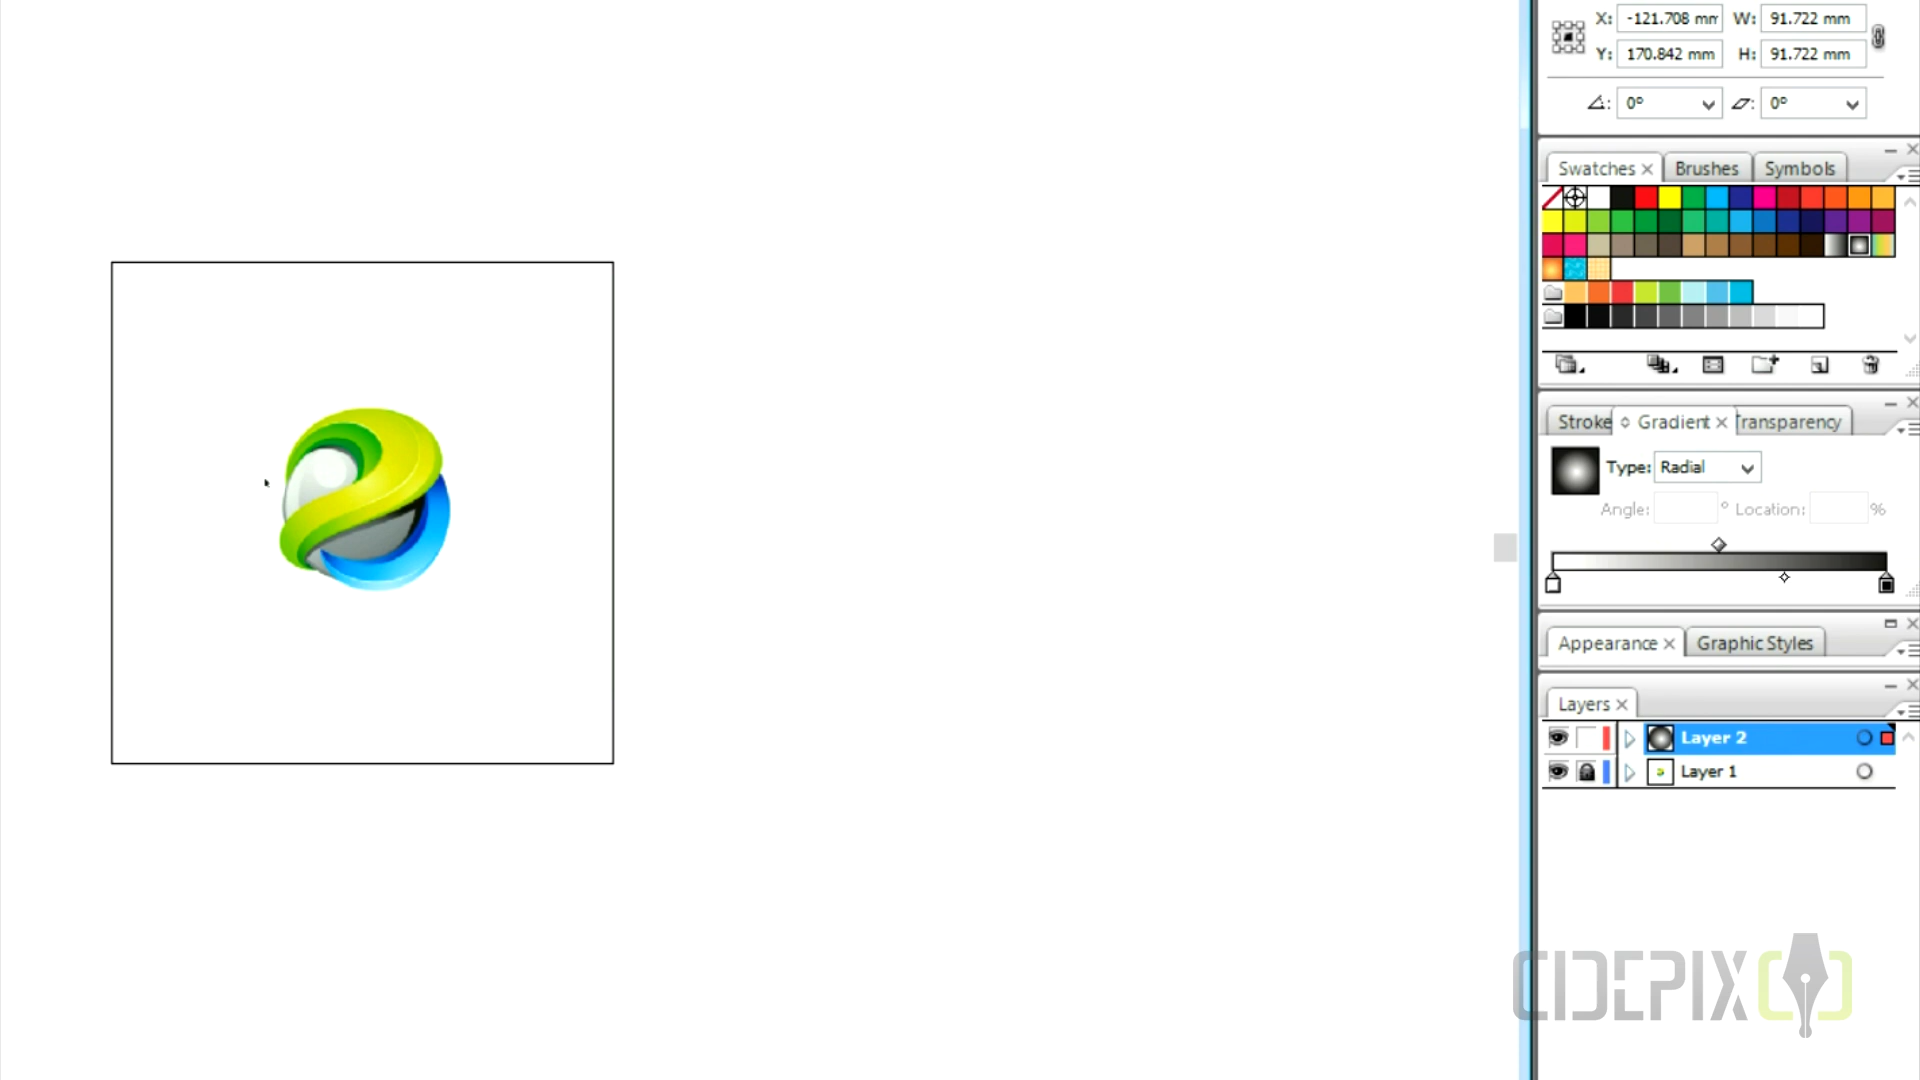 X: -121.708 mm W: 91.722 mm
Y: 170.842 mm H: 91.722 mm
0° 0°
Swatches Brushes Symbols
Stroke Gradient Transparency
Type: Radial
Angle: ° Location: %
Appearance Graphic Styles
Layers
Layer 2
Layer 1
CIDEPIX